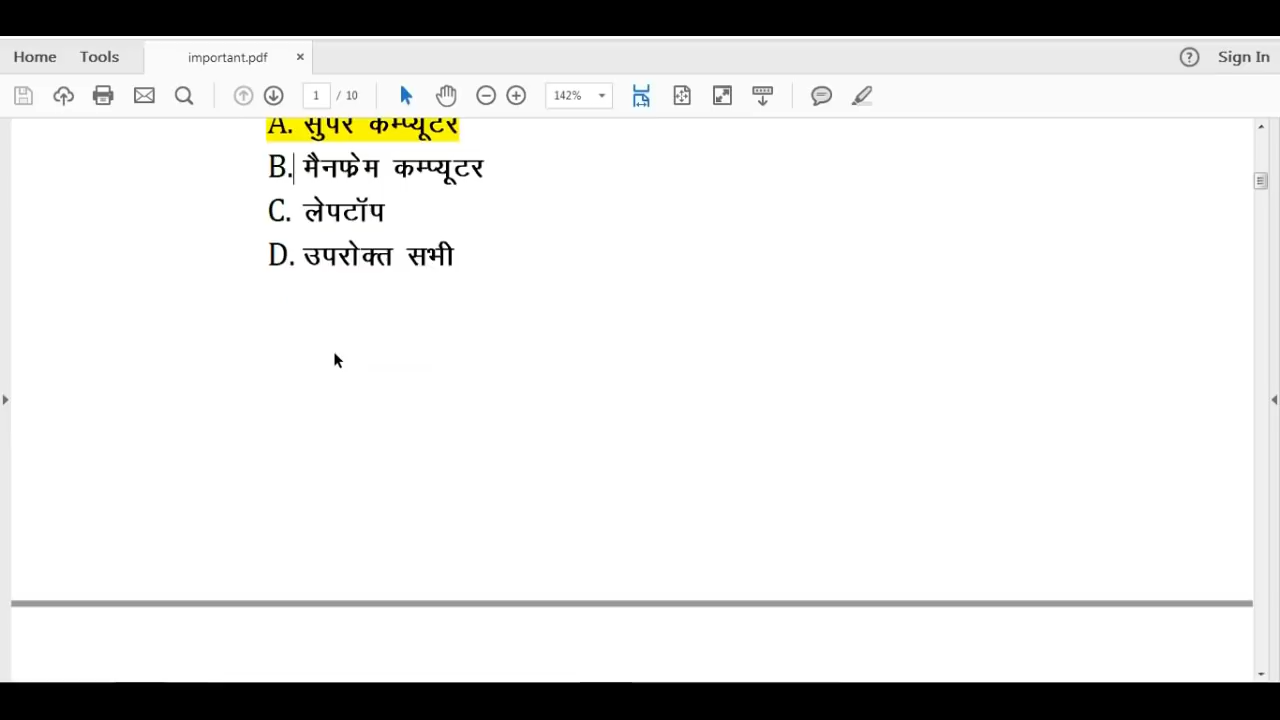 Home Tools important.pdf × ? Sign In
1 / 10 142%
A. सुपर कम्प्यूटर
B. मैनफेम कम्प्यूटर
C. लेपटॉप
D. उपरोक्त सभी